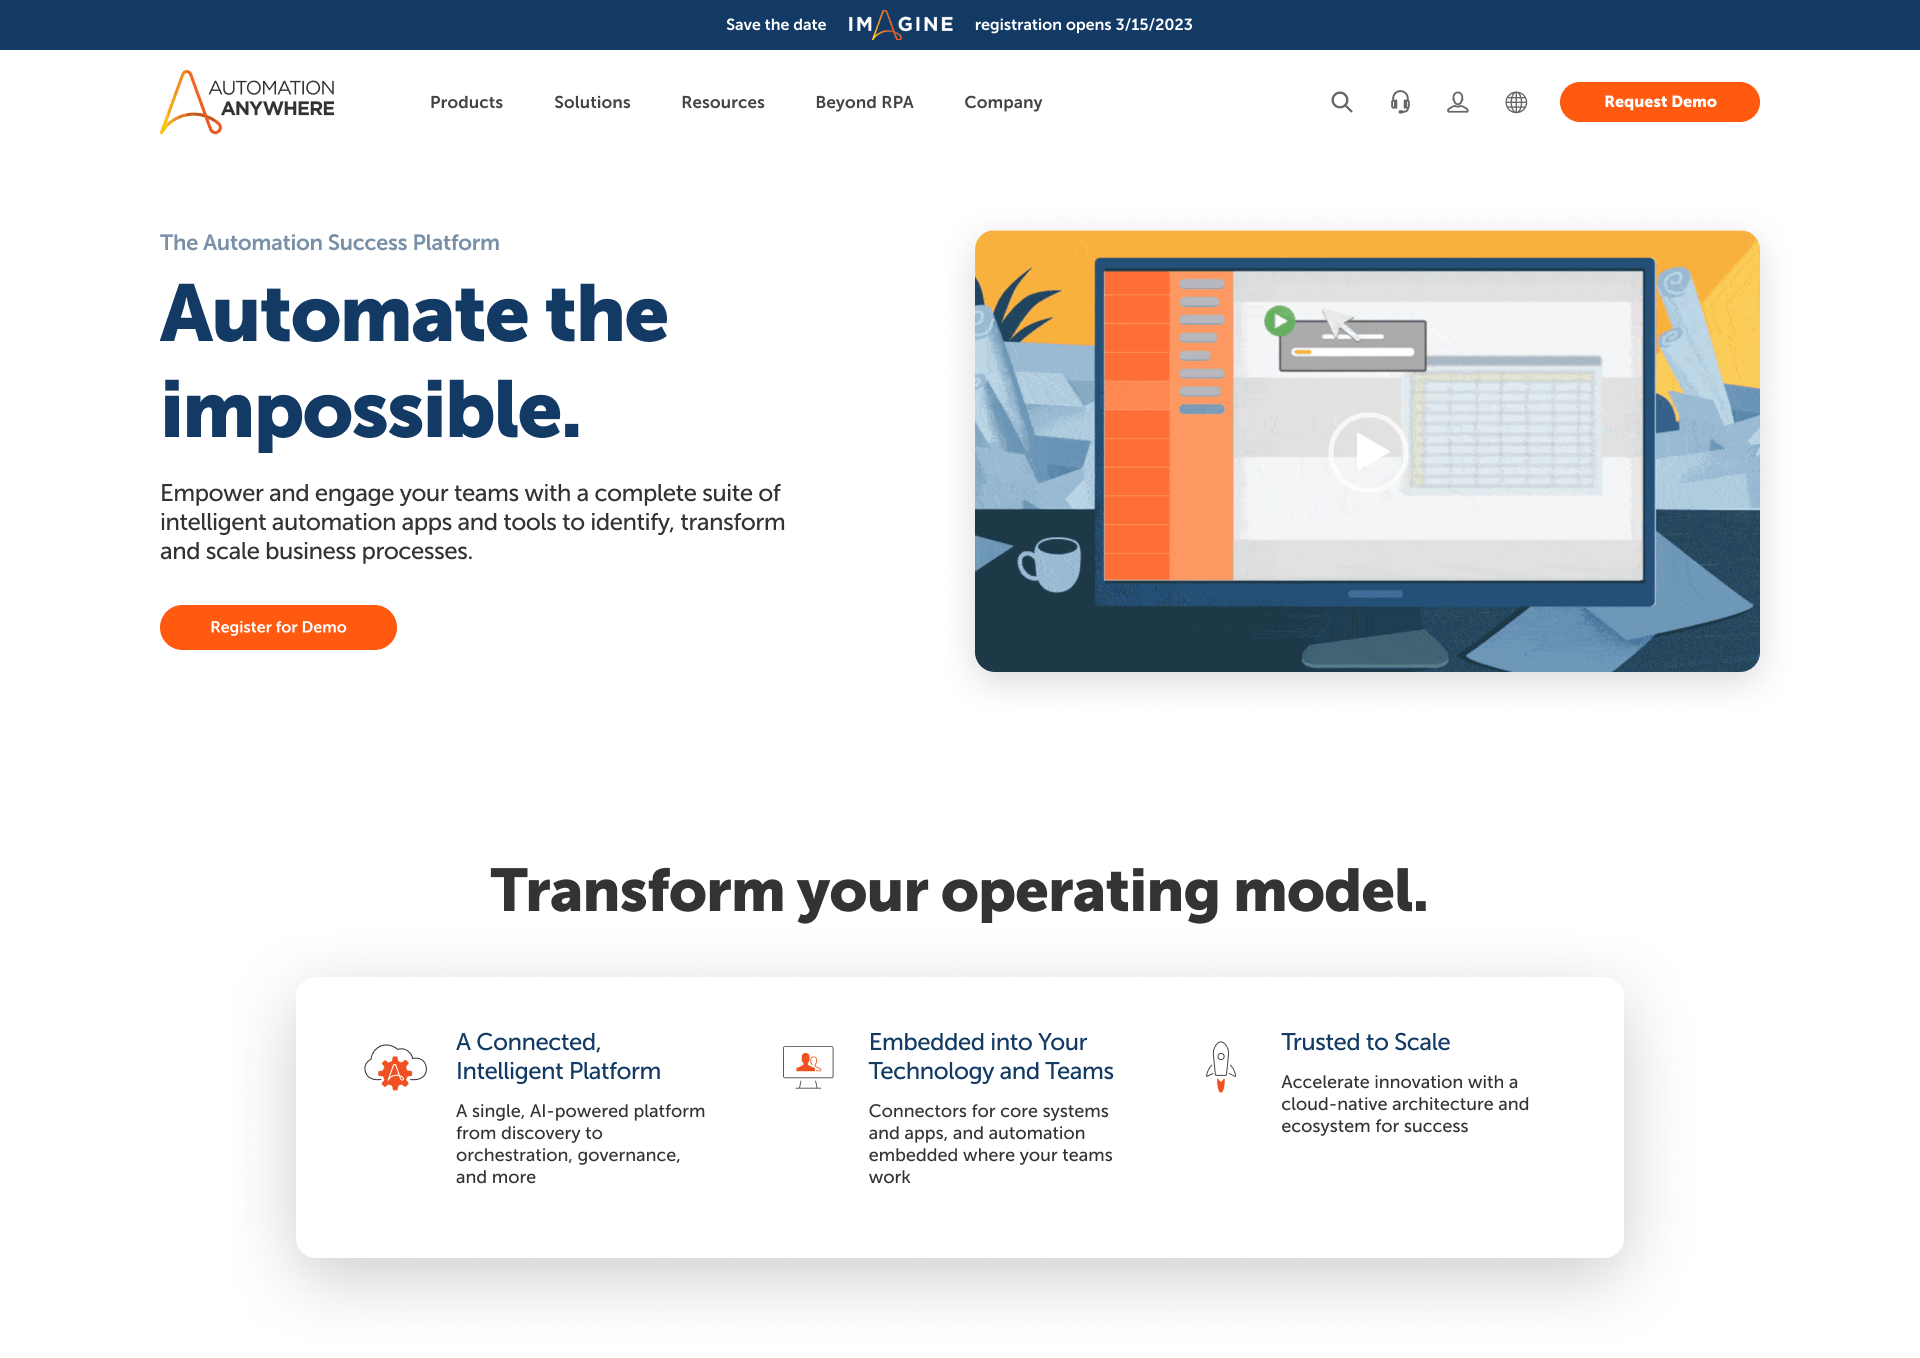 Save the date IMAGINE registration opens 3/15/2023
AUTOMATION
ANYWHERE
Products Solutions Resources Beyond RPA Company Request Demo
The Automation Success Platform
Automate the
impossible.
Empower and engage your teams with a complete suite of
intelligent automation apps and tools to identify, transform
and scale business processes.
Register for Demo
Transform your operating model.
A Connected,
Intelligent Platform
A single, AI-powered platform
from discovery to
orchestration, governance,
and more
Embedded into Your
Technology and Teams
Connectors for core systems
and apps, and automation
embedded where your teams
work
Trusted to Scale
Accelerate innovation with a
cloud-native architecture and
ecosystem for success